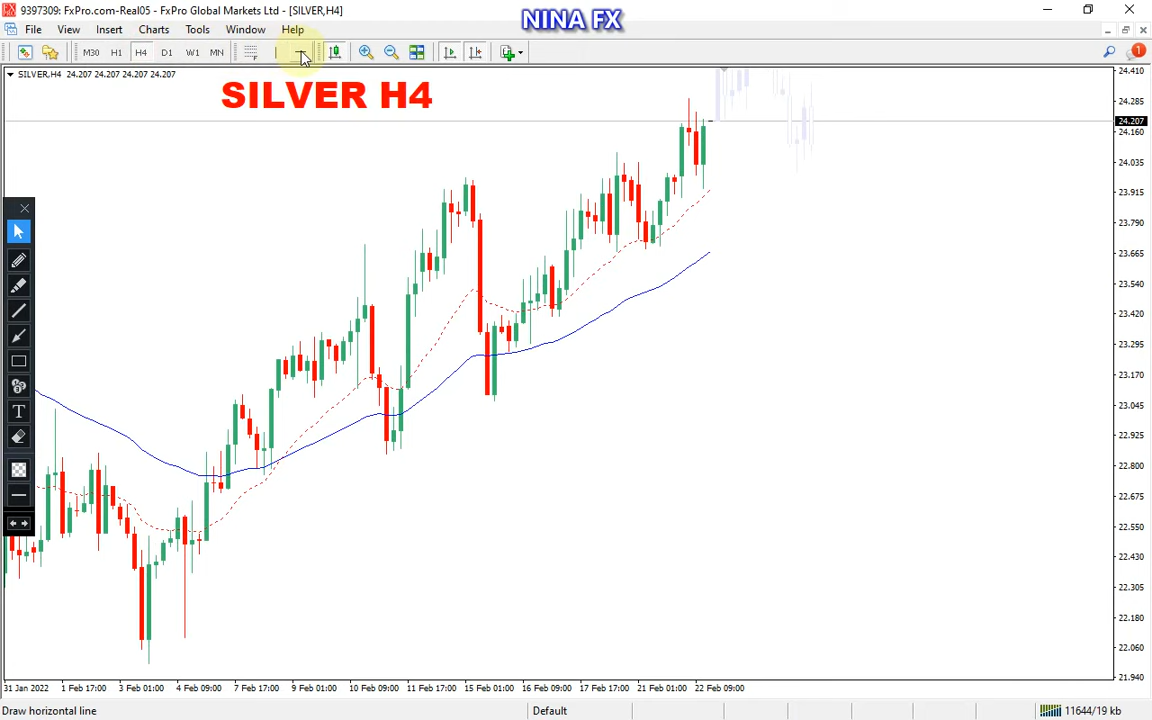 9397309: FxPro.com-Real05 - FxPro Global Markets Ltd - [SILVER,H4]
NINA FX
File View Insert Charts Tools Window Help
M30 H1 H4 D1 W1 MN
1
SILVER,H4 24.207 24.207 24.207 24.207
SILVER H4
24.410
24.285
24.207
24.160
24.035
23.915
23.790
23.665
23.540
23.420
23.295
23.170
23.045
22.925
22.800
22.675
22.550
22.430
22.305
22.180
22.060
21.940
T
31 Jan 2022 1 Feb 17:00 3 Feb 01:00 4 Feb 09:00 7 Feb 17:00 9 Feb 01:00 10 Feb 09:00 11 Feb 17:00 15 Feb 01:00 16 Feb 09:00 17 Feb 17:00 21 Feb 01:00 22 Feb 09:00
Draw horizontal line Default 11644/19 kb